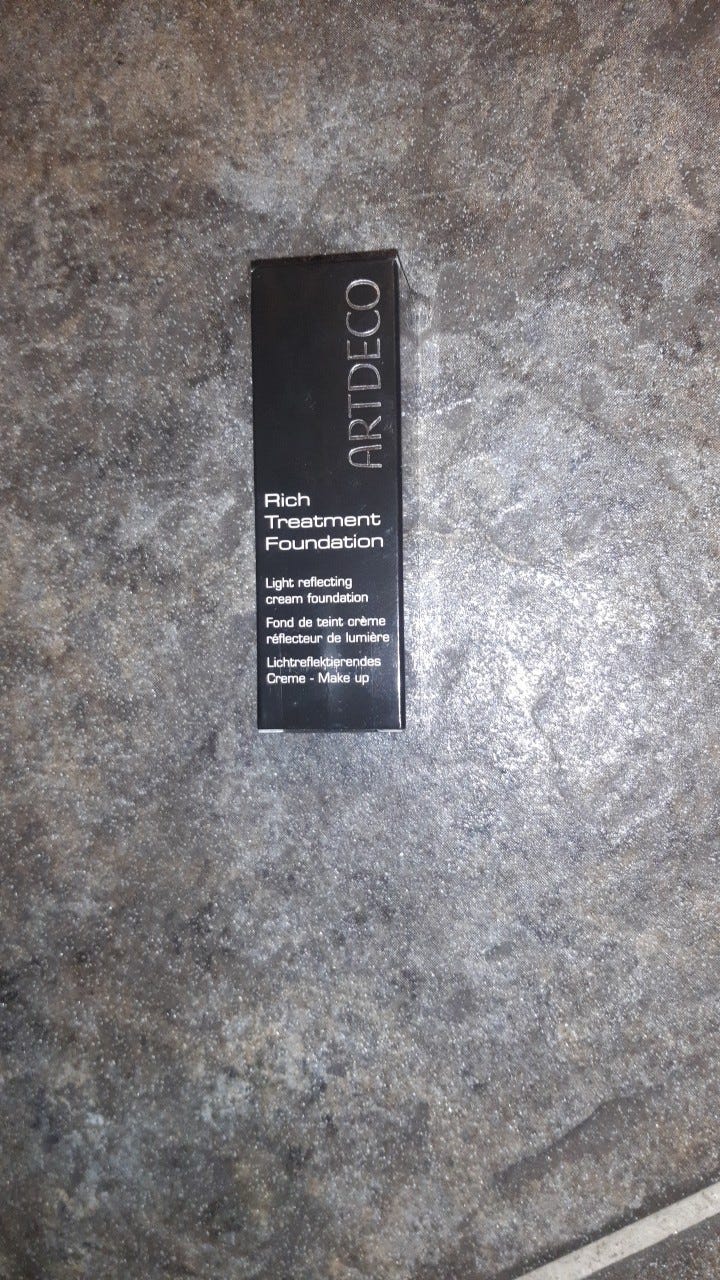 ARTDECO
Rich
Treatment
Foundation
Light reflecting
cream foundation
Fond de teint crème
réflecteur de lumière
Lichtreflektierendes
Creme - Make up